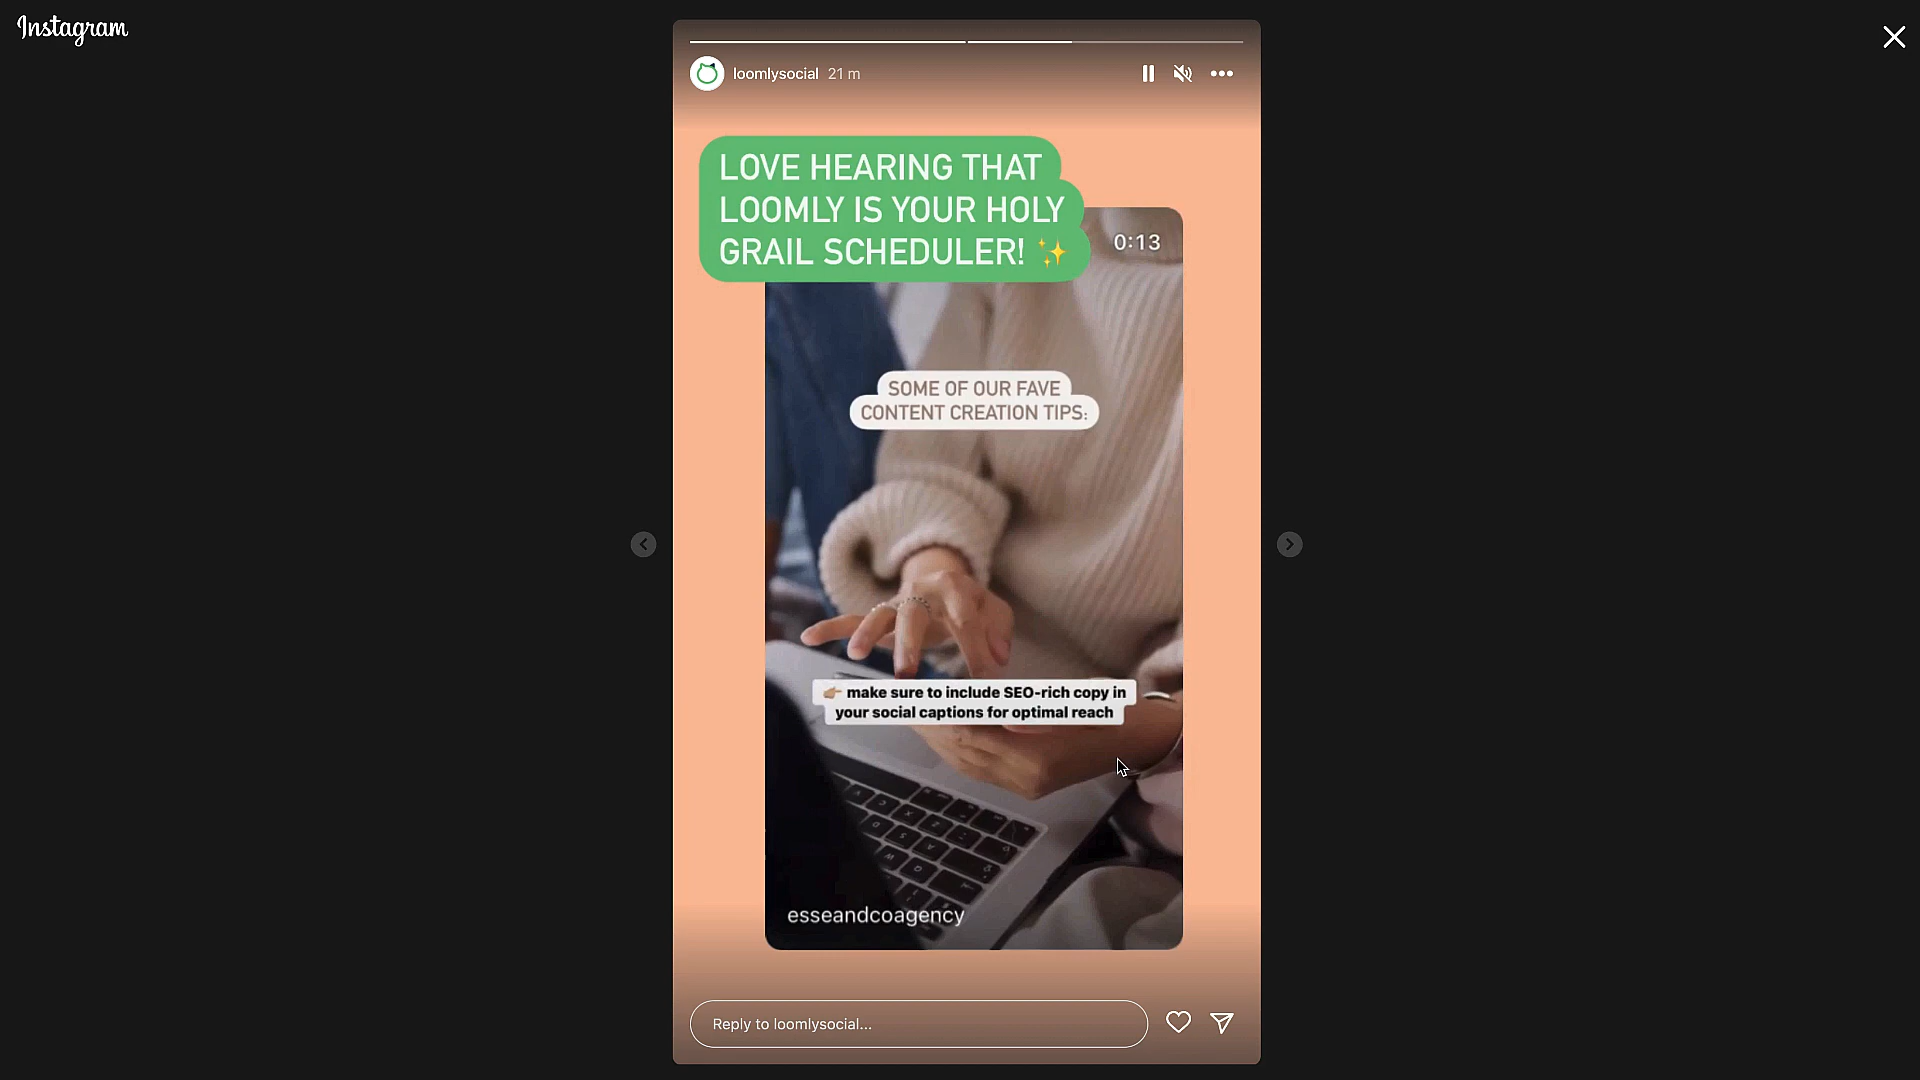 Instagram
loomlysocial 21 m
LOVE HEARING THAT
LOOMLY IS YOUR HOLY
GRAIL SCHEDULER! ✨
0:13
SOME OF OUR FAVE
CONTENT CREATION TIPS:
👉🏼 make sure to include SEO-rich copy in
your social captions for optimal reach
esseandcoagency
Reply to loomlysocial...